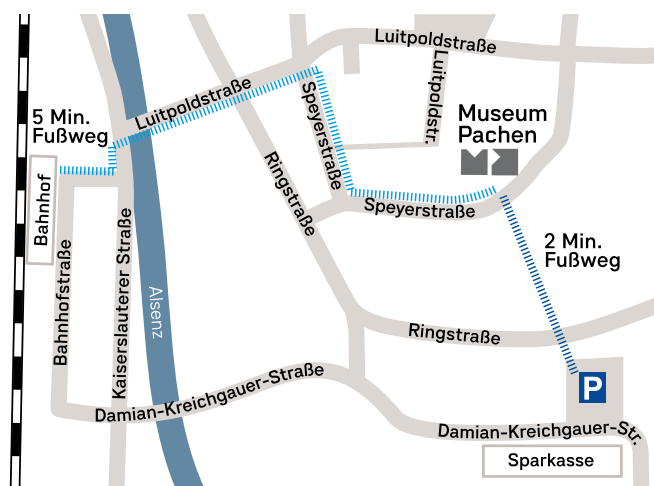 Luitpoldstraße
Luitpoldstr.
Luitpoldstraße
5 Min.
Fußweg
Speyerstraße
Museum
Pachen
Bahnhof
Ringstraße
Speyerstraße
2 Min.
Fußweg
Bahnhofstraße
Kaiserslauterer Straße
Alsenz
Ringstraße
Damian-Kreichgauer-Straße
P
Damian-Kreichgauer-Str.
Sparkasse